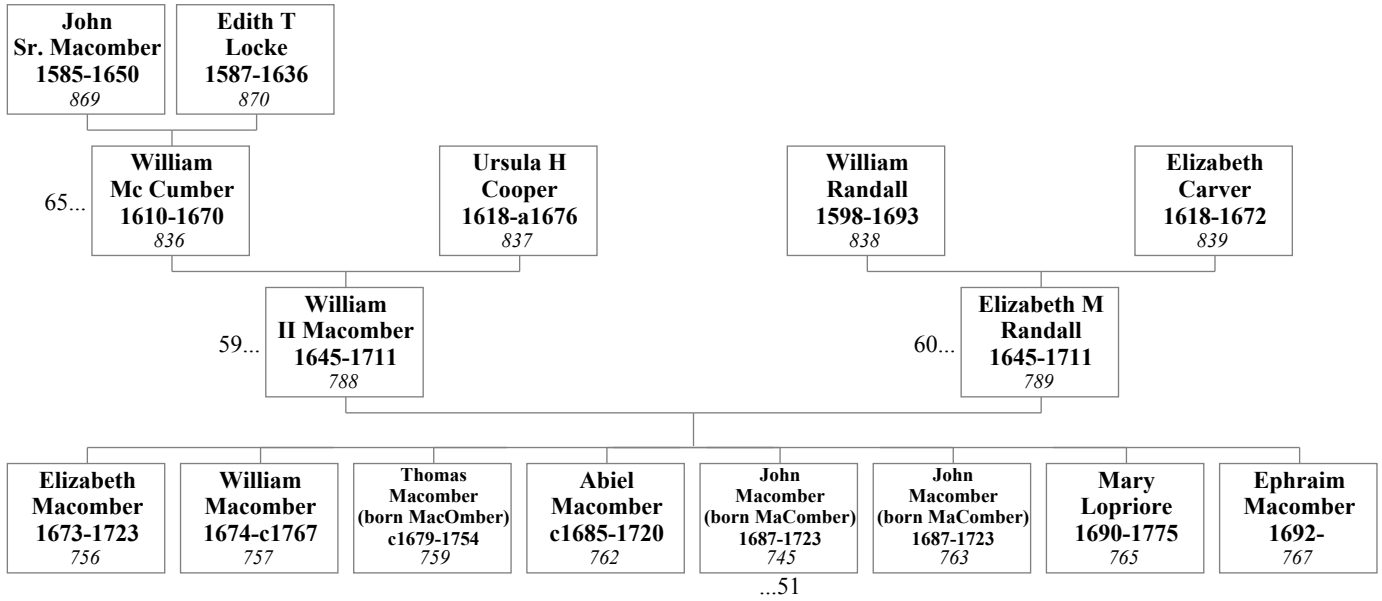 John
Sr. Macomber
1585-1650
869
Edith T
Locke
1587-1636
870
65...
William
Mc Cumber
1610-1670
836
Ursula H
Cooper
1618-a1676
837
William
Randall
1598-1693
838
Elizabeth
Carver
1618-1672
839
59...
William
II Macomber
1645-1711
788
60...
Elizabeth M
Randall
1645-1711
789
Elizabeth
Macomber
1673-1723
756
William
Macomber
1674-c1767
757
Thomas
Macomber
(born MacOmber)
c1679-1754
759
Abiel
Macomber
c1685-1720
762
John
Macomber
(born MaComber)
1687-1723
745
John
Macomber
(born MaComber)
1687-1723
763
Mary
Lopriore
1690-1775
765
Ephraim
Macomber
1692-
767
...51